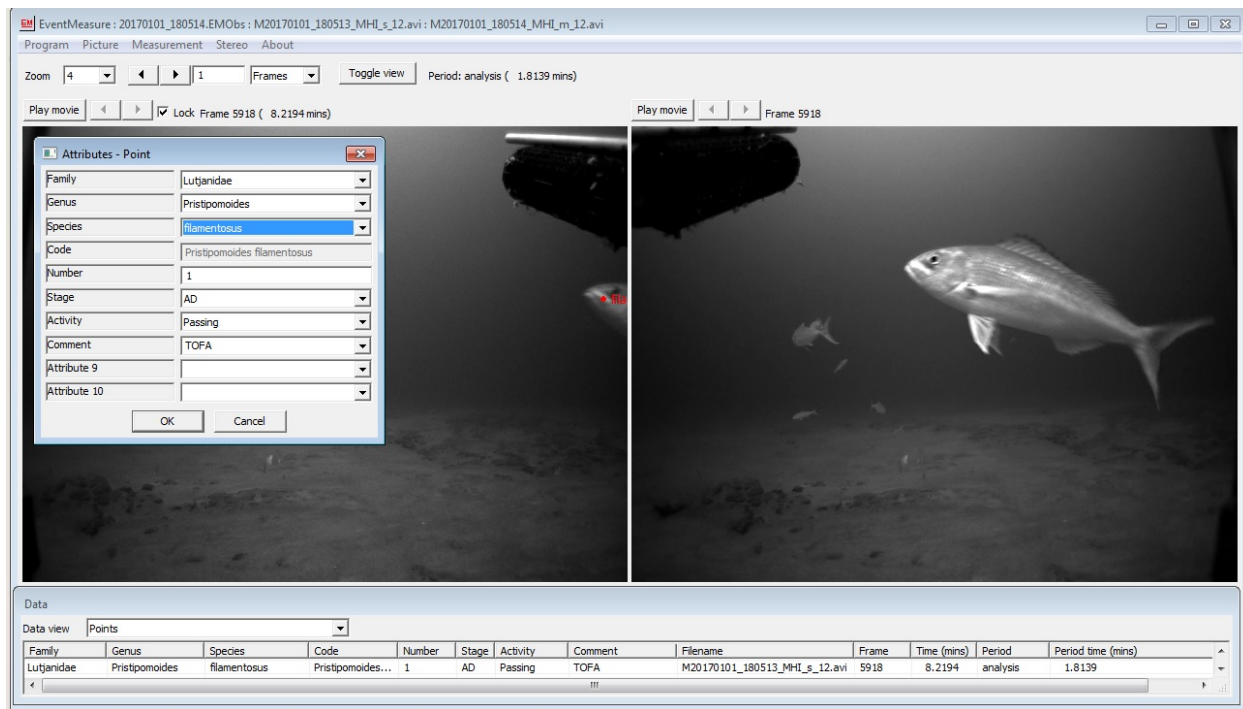 EM EventMeasure : 20170101_180514.EMObs : M20170101_180513_MHI_s_12.avi : M20170101_180514_MHI_m_12.avi
Program Picture Measurement Stereo About
Zoom 4 1 Frames Toggle view Period: analysis ( 1.8139 mins)
Play movie Lock Frame 5918 ( 8.2194 mins) Play movie Frame 5918
Attributes - Point
Family Lutjanidae
Genus Pristipomoides
Species filamentosus
Code Pristipomoides filamentosus
Number 1
Stage AD
Activity Passing
Comment TOFA
Attribute 9
Attribute 10
OK Cancel
fila
Data
Data view Points
Family Genus Species Code Number Stage Activity Comment Filename Frame Time (mins) Period Period time (mins)
Lutjanidae Pristipomoides filamentosus Pristipomoides... 1 AD Passing TOFA M20170101_180513_MHI_s_12.avi 5918 8.2194 analysis 1.8139